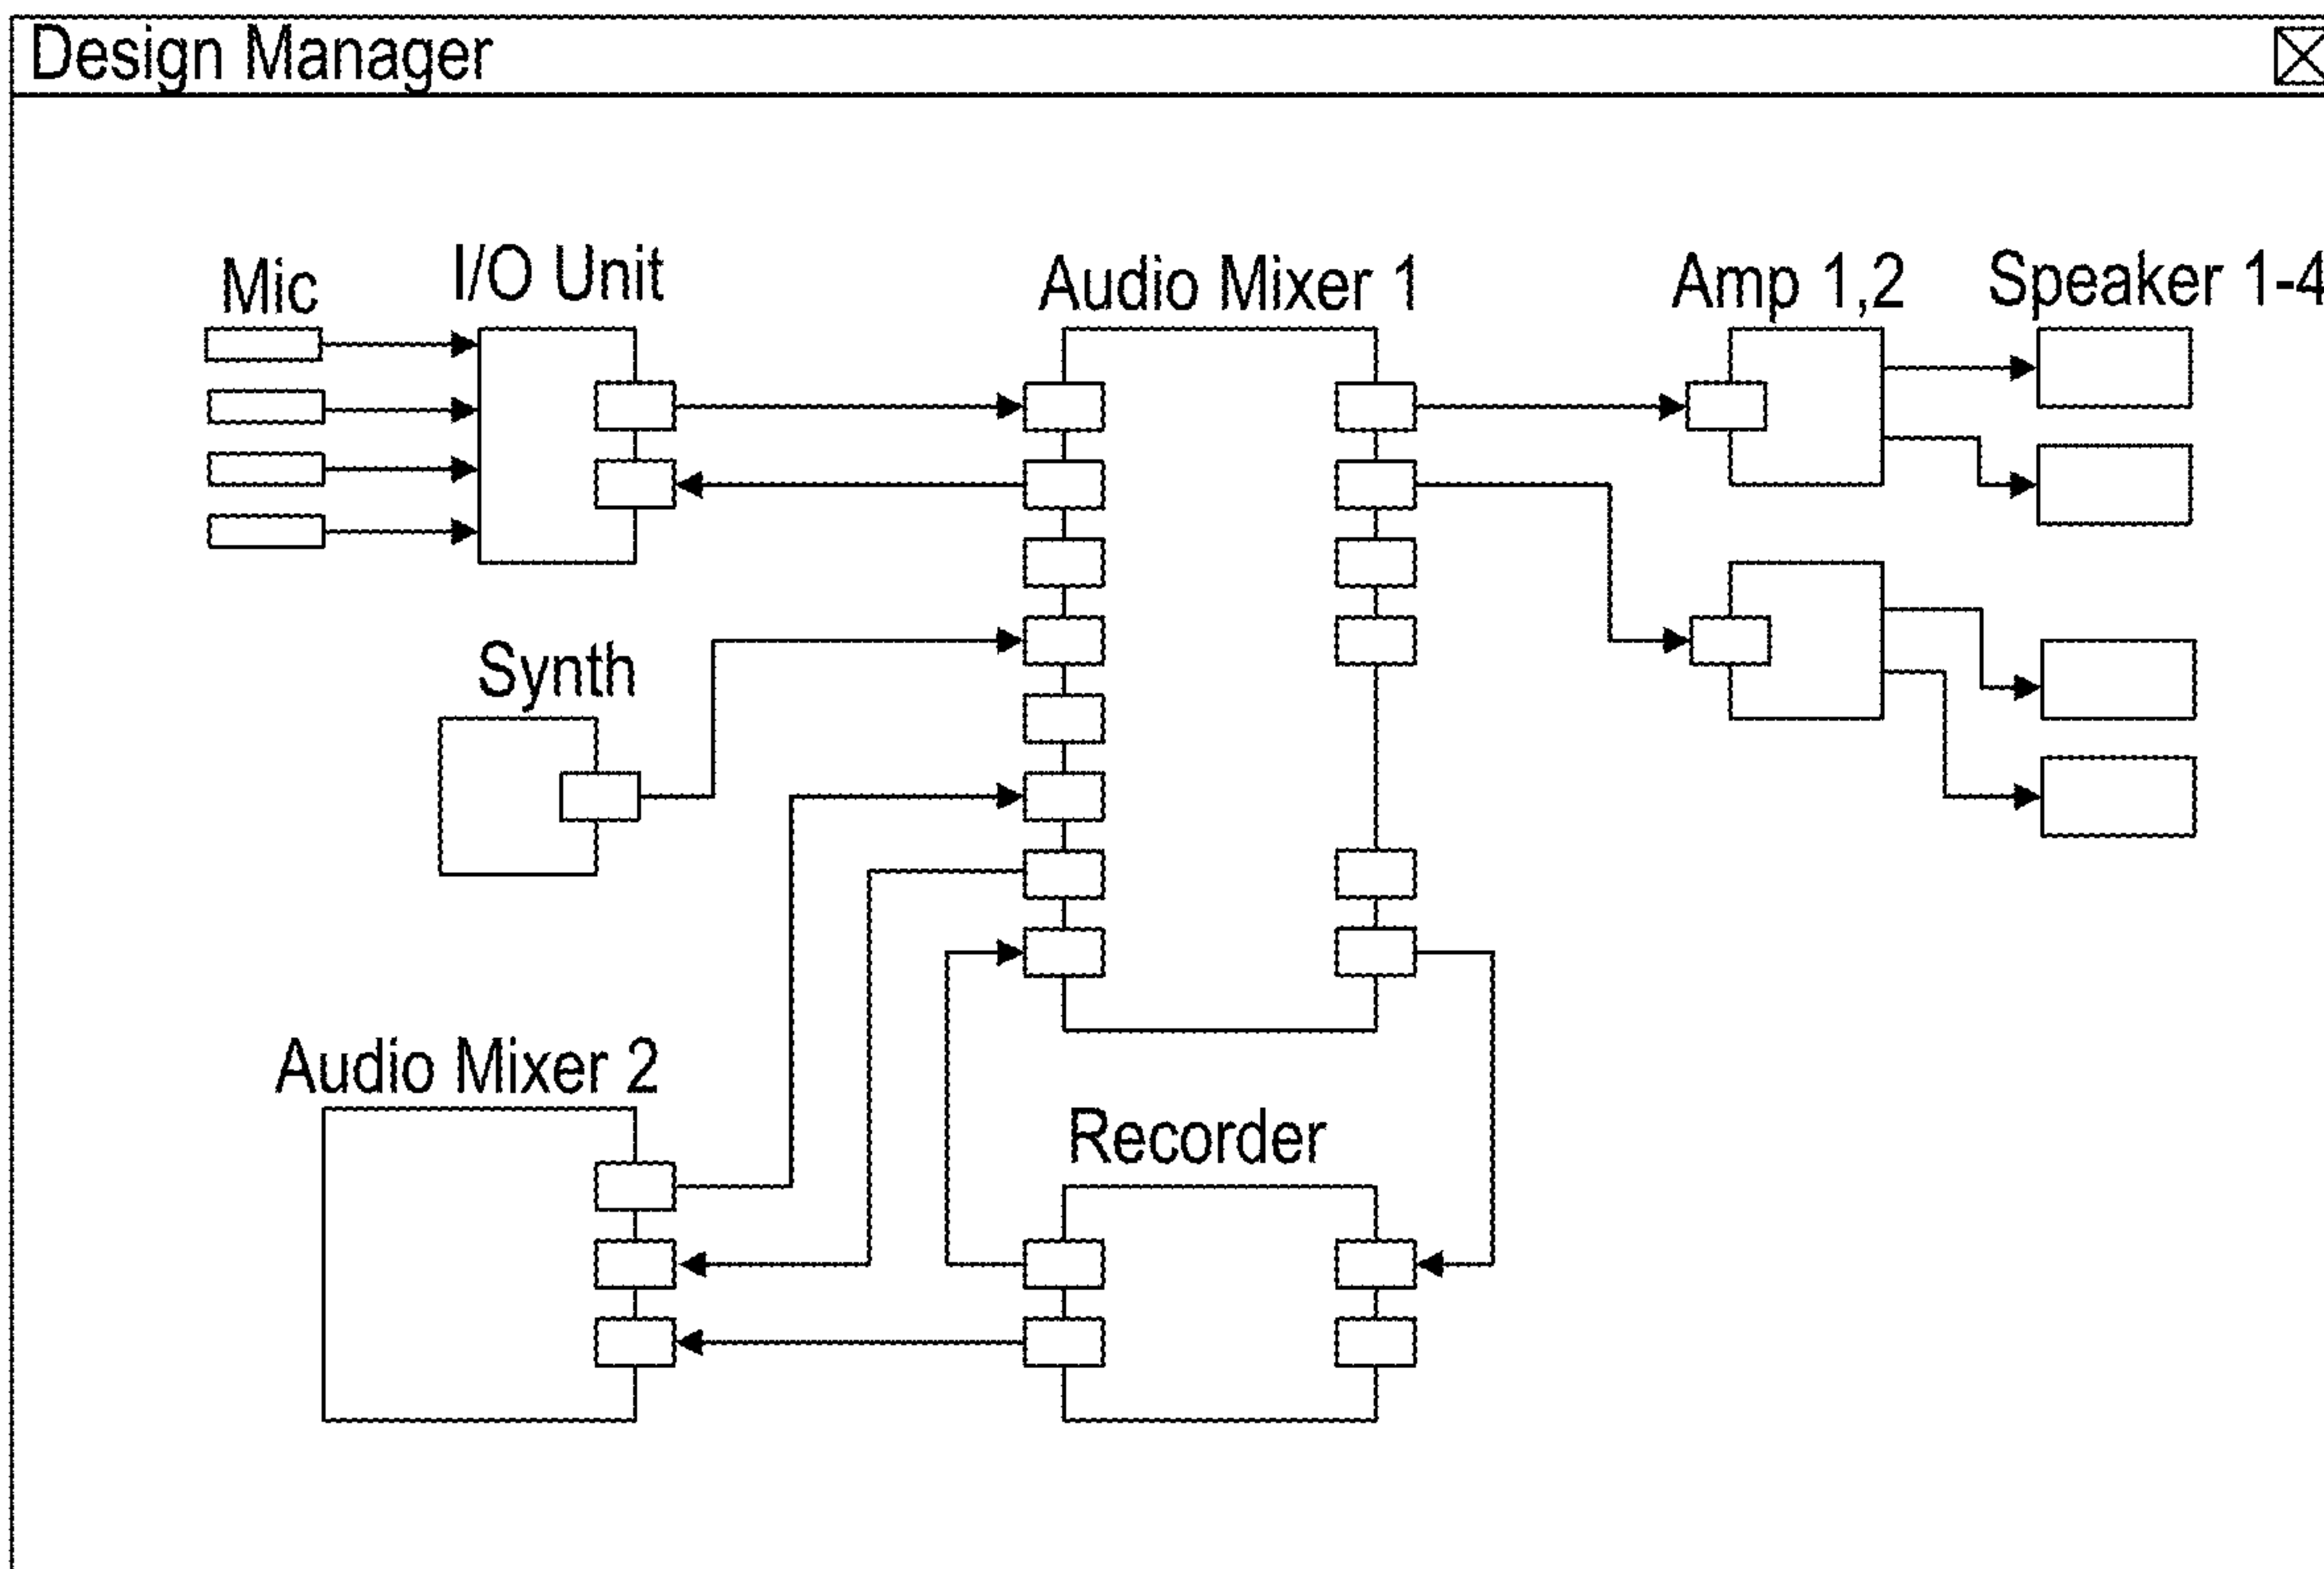 Design Manager
Mic
I/O Unit
Audio Mixer 1
Amp 1,2
Speaker 1-4
Synth
Audio Mixer 2
Recorder